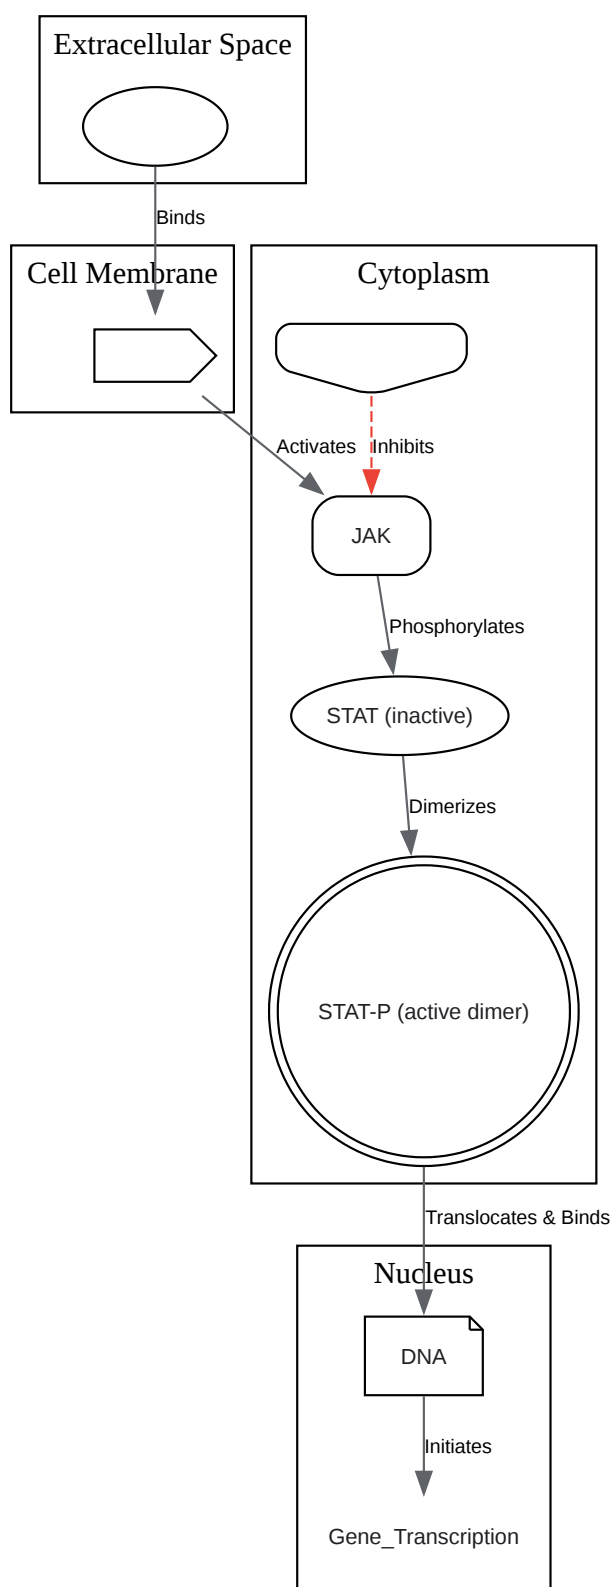 Extracellular Space
Binds
Cell Membrane
Cytoplasm
Activates
Inhibits
JAK
Phosphorylates
STAT (inactive)
Dimerizes
STAT-P (active dimer)
Translocates & Binds
Nucleus
DNA
Initiates
Gene_Transcription